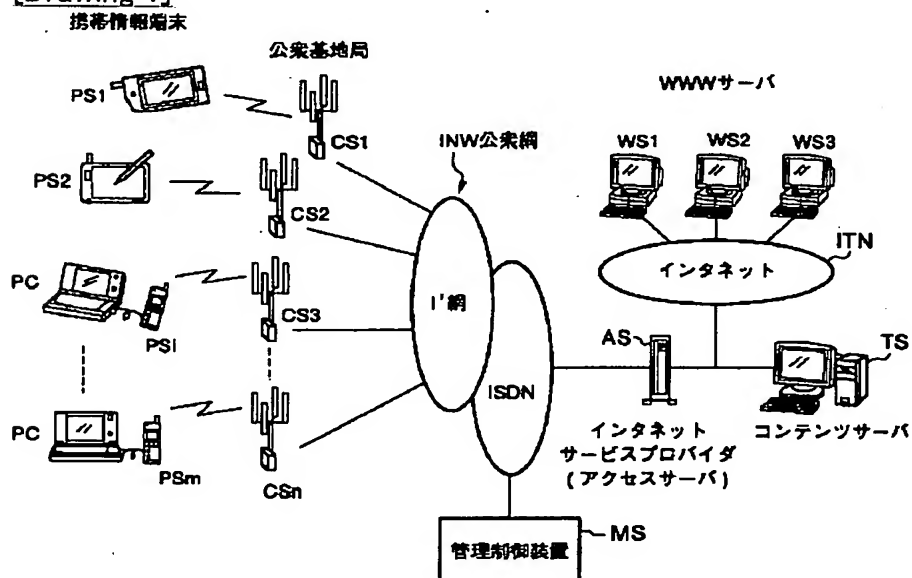 [Drawing 1]
携帯情報端末
公衆基地局
WWWサーバ
PS1
CS1
INW公衆網
WS1
WS2
WS3
PS2
CS2
ITN
インタネット
PC
PSi
CS3
I'網
AS
TS
ISDN
PC
PSm
CSn
インタネット
サービスプロバイダ
(アクセスサーバ)
コンテンツサーバ
管理制御装置
MS